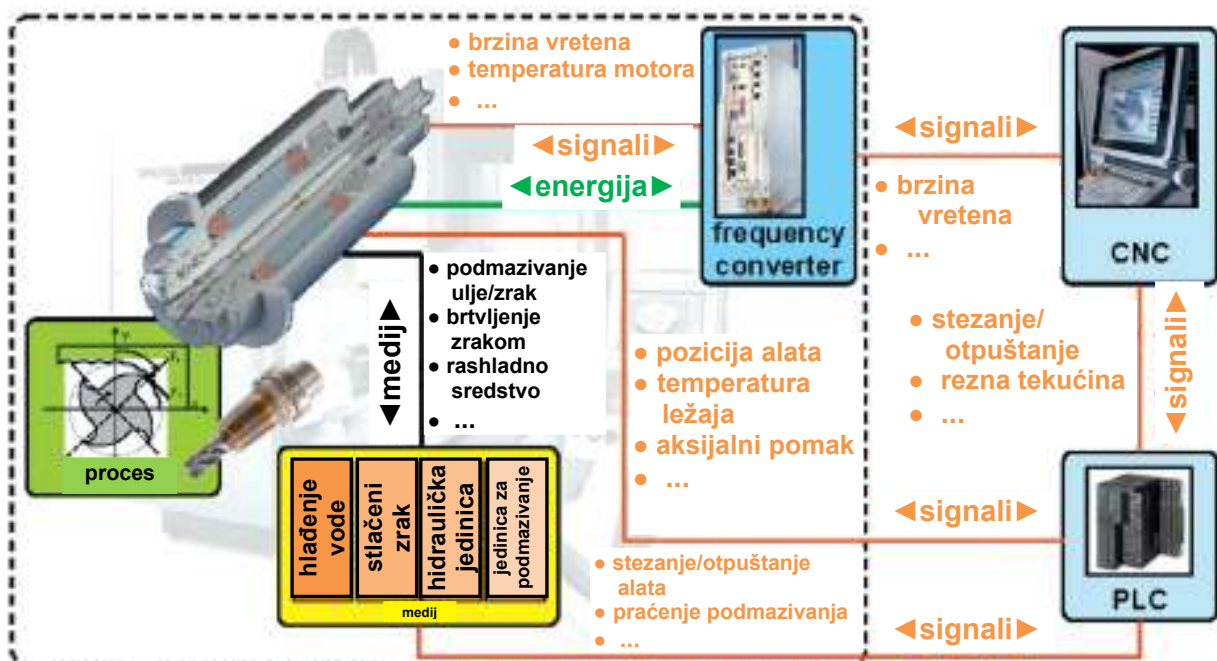 ● brzina vretena
● temperatura motora
● ...
◄signali►
◄energija►
frequency
converter
◄signali►
● brzina
vretena
● ...
CNC
● podmazivanje
ulje/zrak
● brtvljenje
zrakom
● rashladno
sredstvo
● ...
◄medij►
● pozicija alata
● temperatura
ležaja
● aksijalni pomak
● ...
● stezanje/
otpuštanje
● rezna tekućina
● ...
◄signali►
proces
hlađenje
vode
stlačeni
zrak
hidraulička
jedinica
jedinica za
podmazivanje
medij
◄signali►
PLC
● stezanje/otpuštanje
alata
● praćenje podmazivanja
● ...
◄signali►